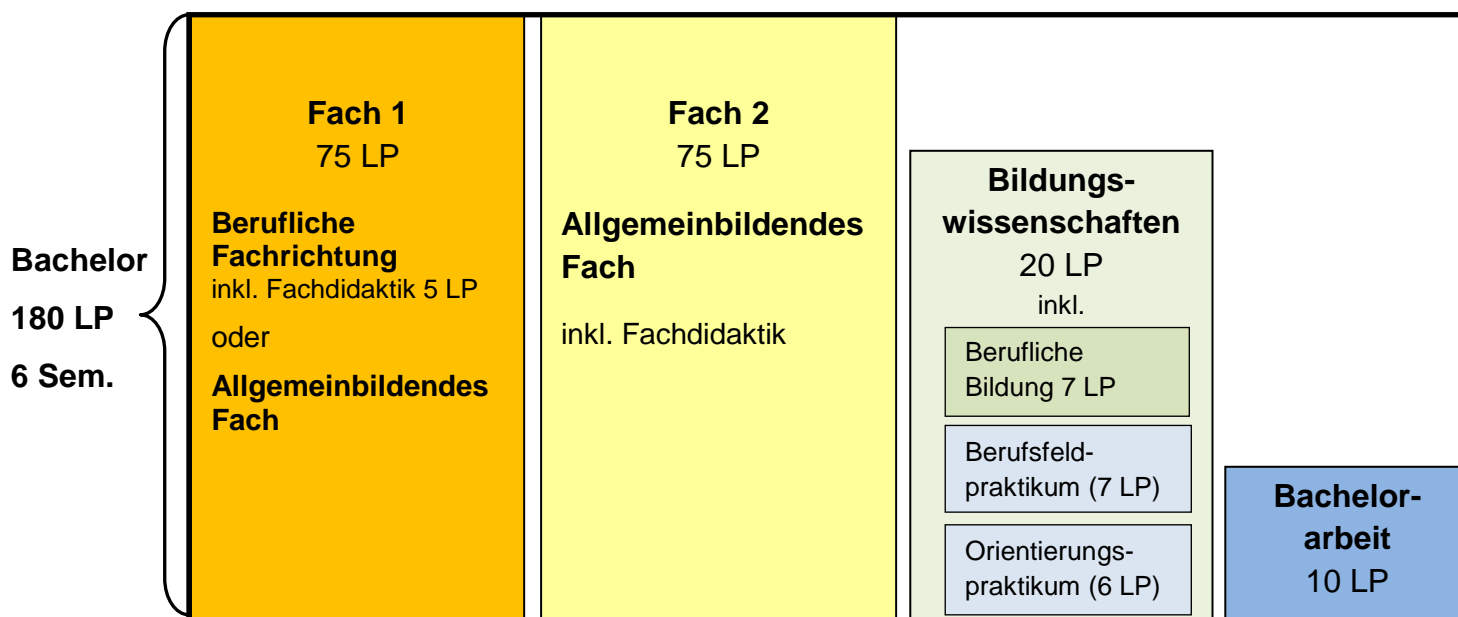 Bachelor
180 LP
6 Sem.
Fach 1
75 LP
Berufliche
Fachrichtung
inkl. Fachdidaktik 5 LP
oder
Allgemeinbildendes
Fach
Fach 2
75 LP
Allgemeinbildendes
Fach
inkl. Fachdidaktik
Bildungs-
wissenschaften
20 LP
inkl.
Berufliche
Bildung 7 LP
Berufsfeld-
praktikum (7 LP)
Orientierungs-
praktikum (6 LP)
Bachelor-
arbeit
10 LP